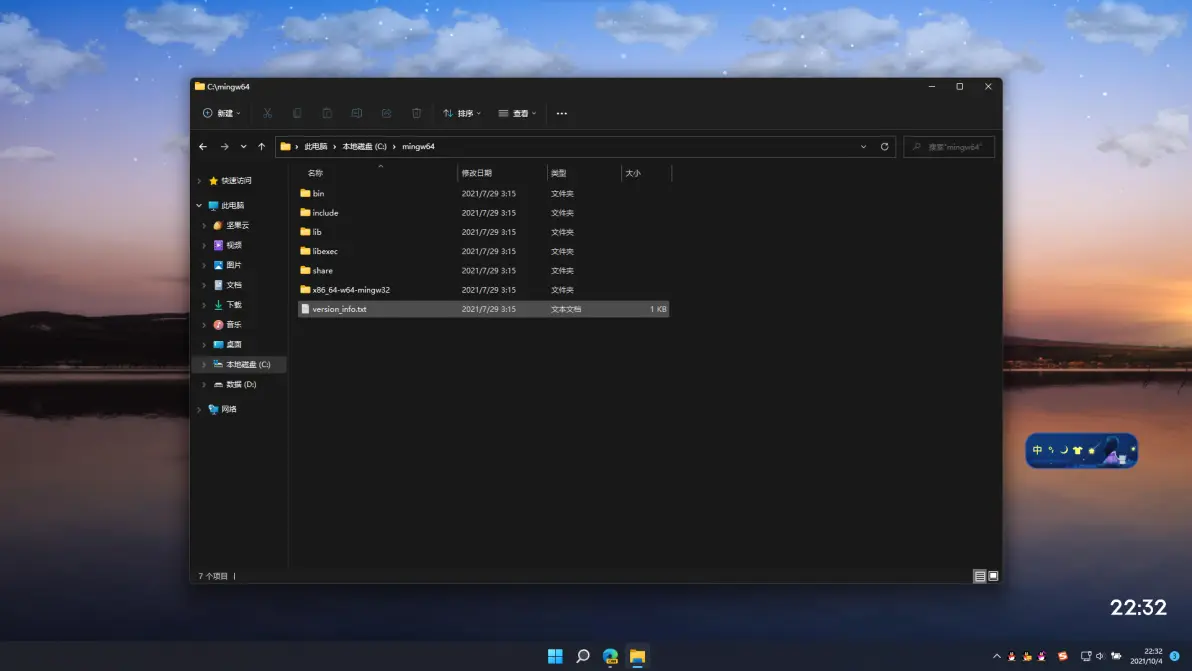 C:\mingw64
新建
排序
查看
此电脑 本地磁盘 (C:) mingw64
搜索"mingw64"
名称 修改日期 类型 大小
bin 2021/7/29 3:15 文件夹
include 2021/7/29 3:15 文件夹
lib 2021/7/29 3:15 文件夹
libexec 2021/7/29 3:15 文件夹
share 2021/7/29 3:15 文件夹
x86_64-w64-mingw32 2021/7/29 3:15 文件夹
version_info.txt 2021/7/29 3:15 文本文档 1 KB
快速访问
此电脑
坚果云
视频
图片
文档
下载
音乐
桌面
本地磁盘 (C:)
数据 (D:)
网络
7 个项目
中
22:32
22:32
2021/10/4
3